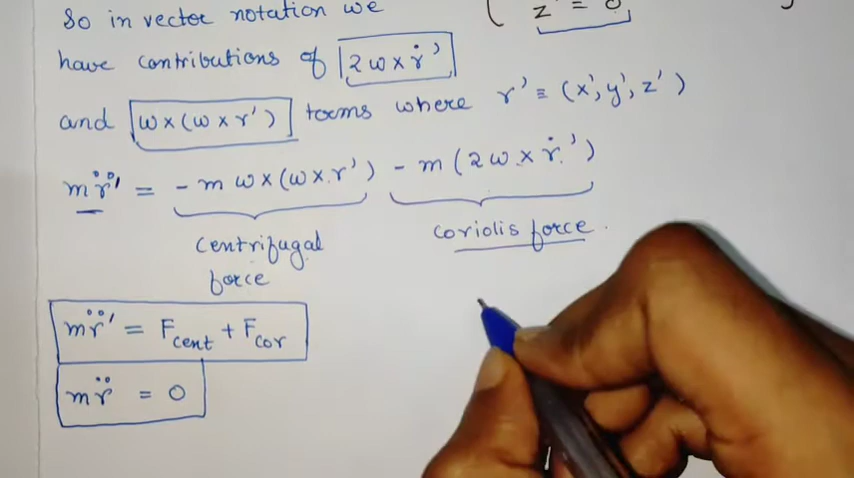 So in vector notation we
have contributions of 2ω × ṙ'
and ω×(ω×r') terms where r' ≡ (x', y', z')
z' = 0
mr̈' = - m ω×(ω×r') - m(2ω × ṙ')
centrifugal force
coriolis force.
mr̈' = F_cent + F_cor
mr̈ = 0